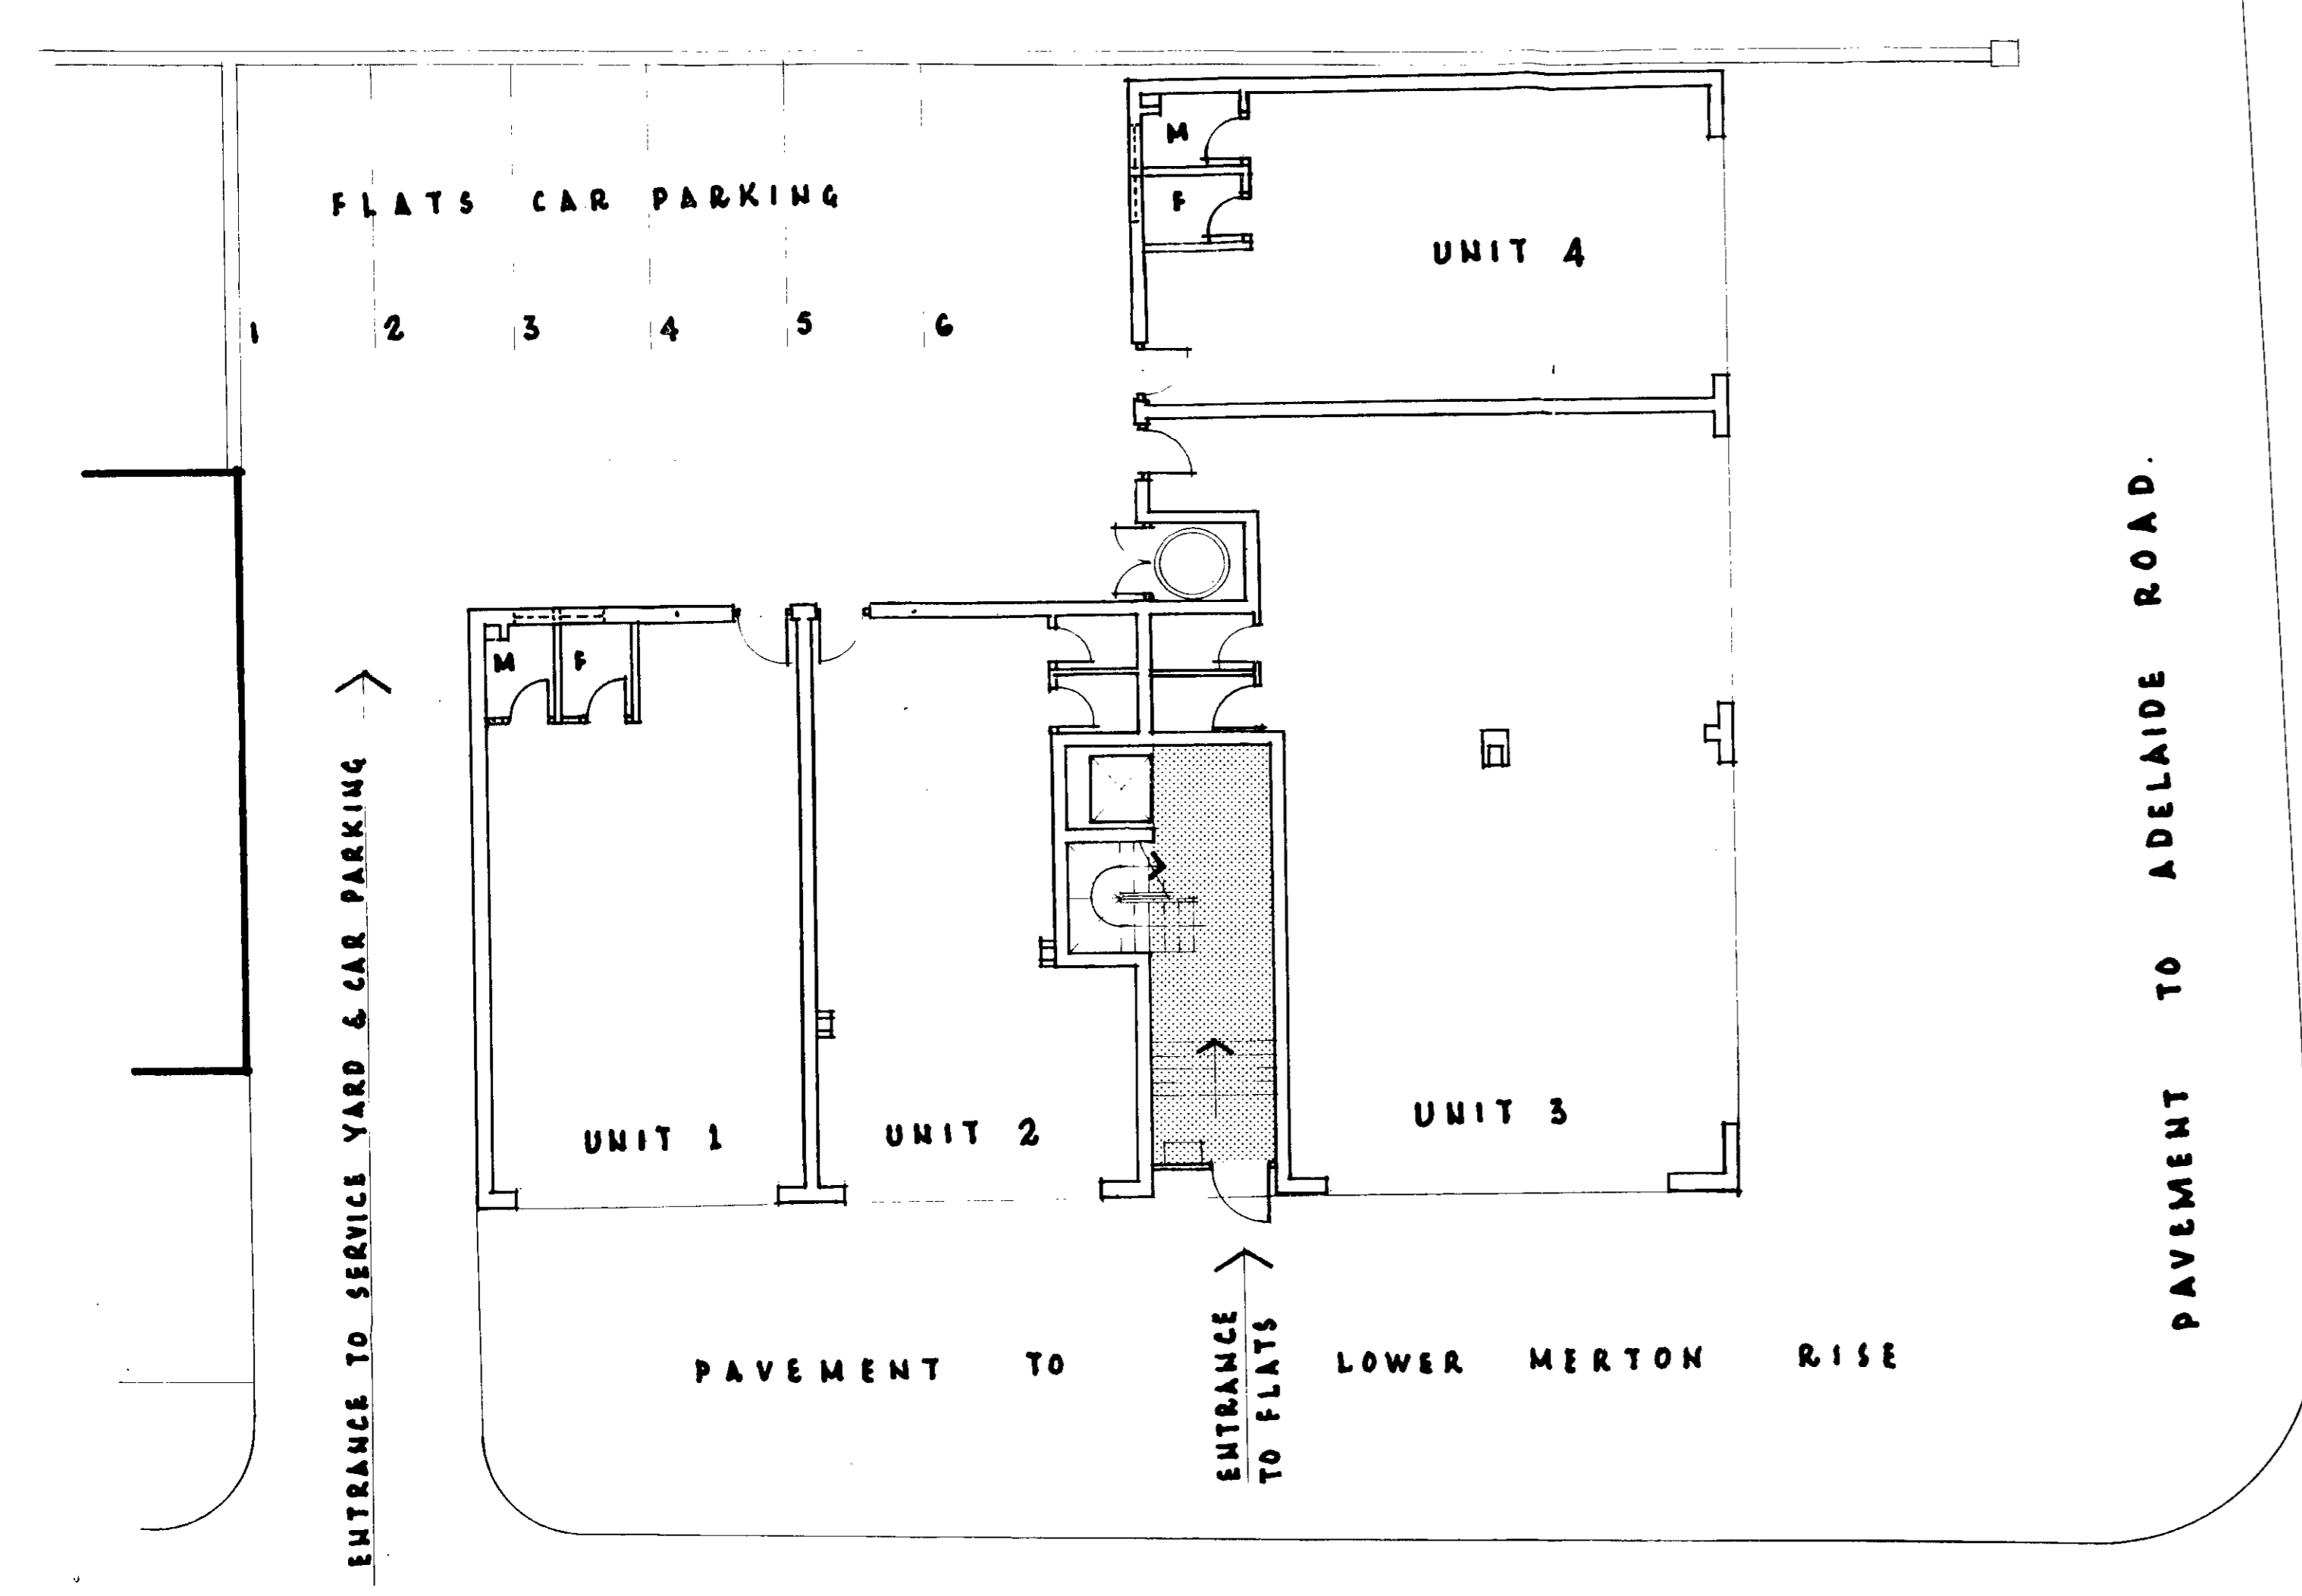 FLATS CAR PARKING
1 2 3 4 5 6
M
F
UNIT 4
M F
UNIT 1
UNIT 2
UNIT 3
ENTRANCE TO SERVICE YARD & CAR PARKING
PAVEMENT TO ADELAIDE ROAD.
PAVEMENT TO LOWER MERTON RISE
ENTRANCE
TO FLATS